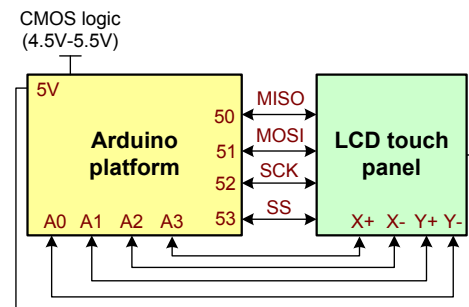 CMOS logic
(4.5V-5.5V)
5V
50
MISO
Arduino
platform
51
MOSI
LCD touch
panel
52
SCK
53
SS
A0 A1 A2 A3
X+ X- Y+ Y-